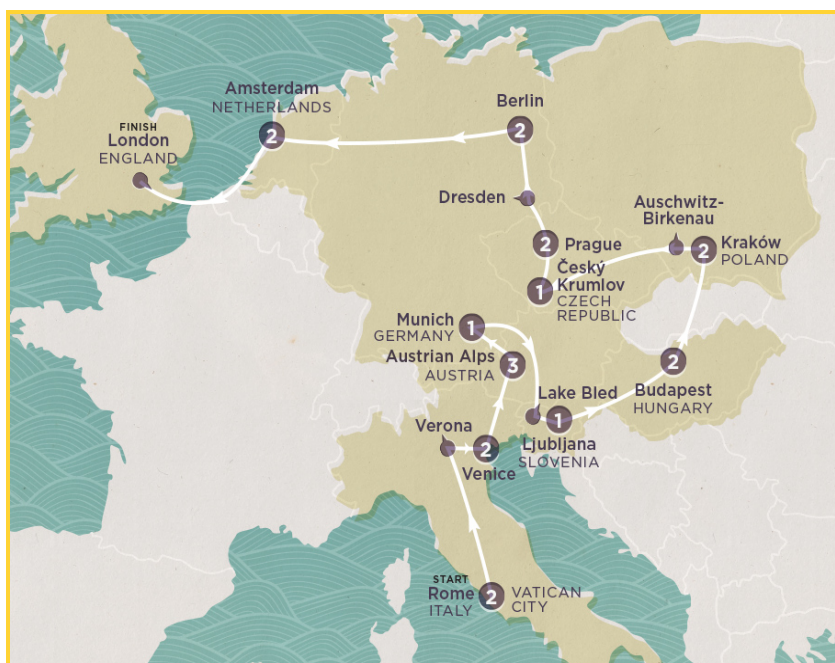 Amsterdam
NETHERLANDS
2
FINISH
London
ENGLAND
Berlin
2
Dresden
Auschwitz-
Birkenau
2
Prague
2
Kraków
POLAND
1
Český
Krumlov
CZECH
REPUBLIC
Munich
GERMANY
1
Austrian Alps
AUSTRIA
3
2
Budapest
HUNGARY
Lake Bled
1
Ljubljana
SLOVENIA
Verona
2
Venice
START
Rome
ITALY
2
VATICAN
CITY